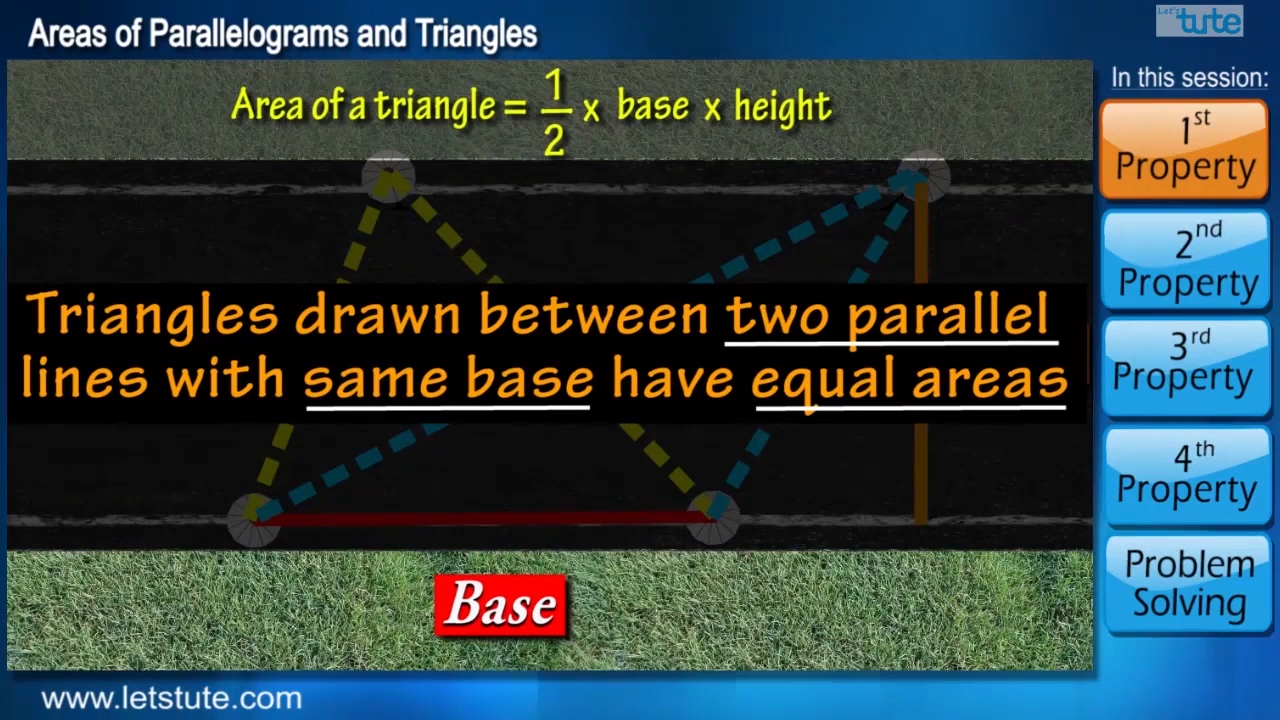 Let's
tute
Areas of Parallelograms and Triangles
In this session:
Area of a triangle = 1/2 x base x height
1st
Property
2nd
Property
Triangles drawn between two parallel
lines with same base have equal areas
3rd
Property
4th
Property
Base
Problem
Solving
www.letstute.com